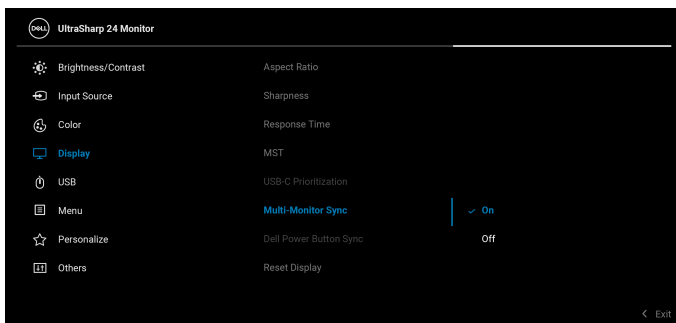 DELL UltraSharp 24 Monitor
Brightness/Contrast
Input Source
Color
Display
USB
Menu
Personalize
Others
Aspect Ratio
Sharpness
Response Time
MST
USB-C Prioritization
Multi-Monitor Sync
Dell Power Button Sync
Reset Display
On
Off
Exit